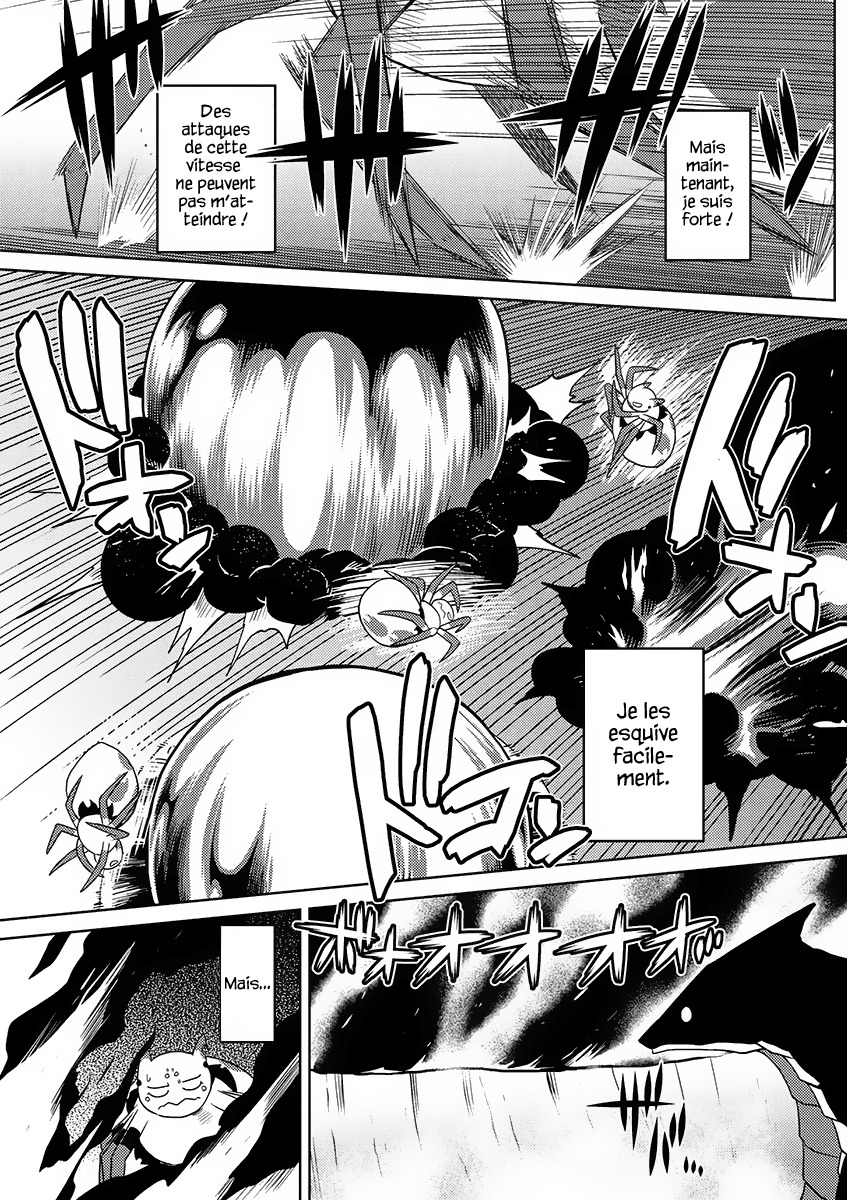 Mais
main-
tenant,
je suis
forte !
Des
attaques
de cette
vitesse
ne peuvent
pas m'at-
teindre !
ドォン
ドォン
Je les
esquive
facile-
ment.
ドゴン
オォオオオオ...
Mais...